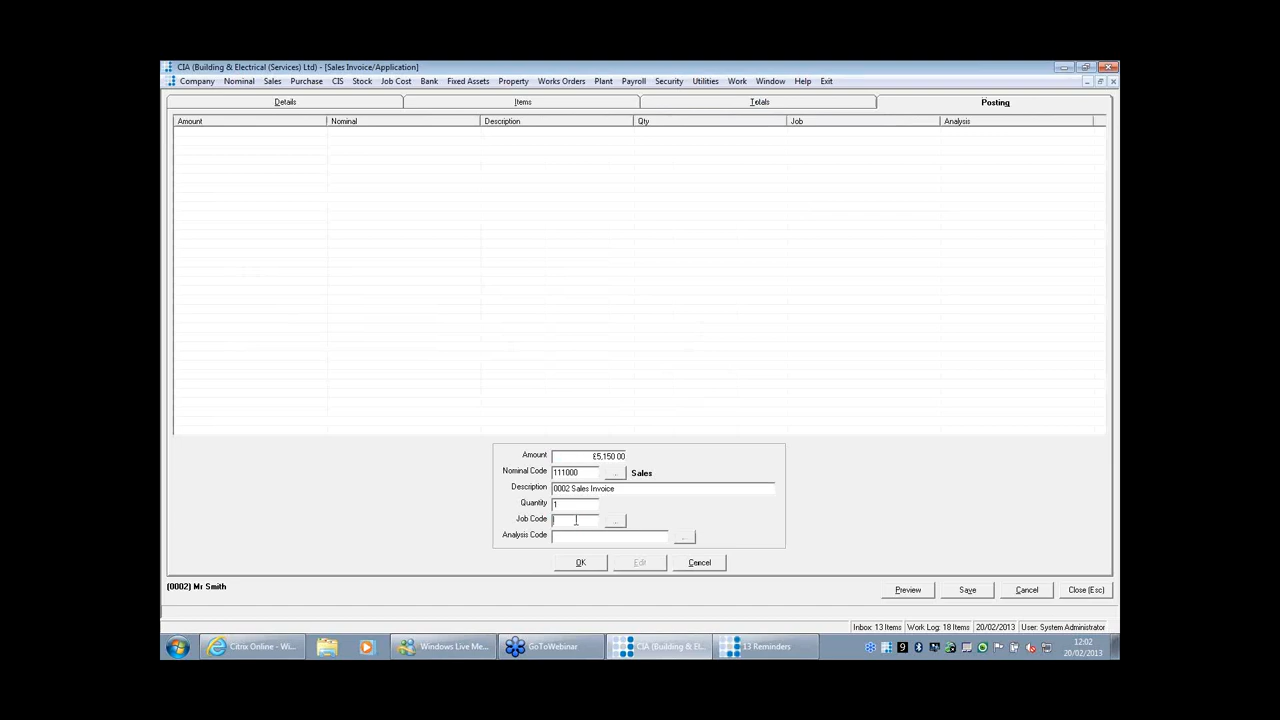 CIA (Building & Electrical (Services) Ltd) - [Sales Invoice/Application]
Company Nominal Sales Purchase CIS Stock Job Cost Bank Fixed Assets Property Works Orders Plant Payroll Security Utilities Work Window Help Exit
Details Items Totals Posting
Amount Nominal Description Qty Job Analysis
Amount £5,150.00
Nominal Code 111000 ... Sales
Description 0002 Sales Invoice
Quantity 1
Job Code ...
Analysis Code ...
OK Edit Cancel
(0002) Mr Smith
Preview Save Cancel Close (Esc)
Inbox: 13 Items Work Log: 18 Items 20/02/2013 User: System Administrator
Citrix Online - Wi... Windows Live Me... GoToWebinar CIA (Building & El... 13 Reminders 9 12:02
20/02/2013